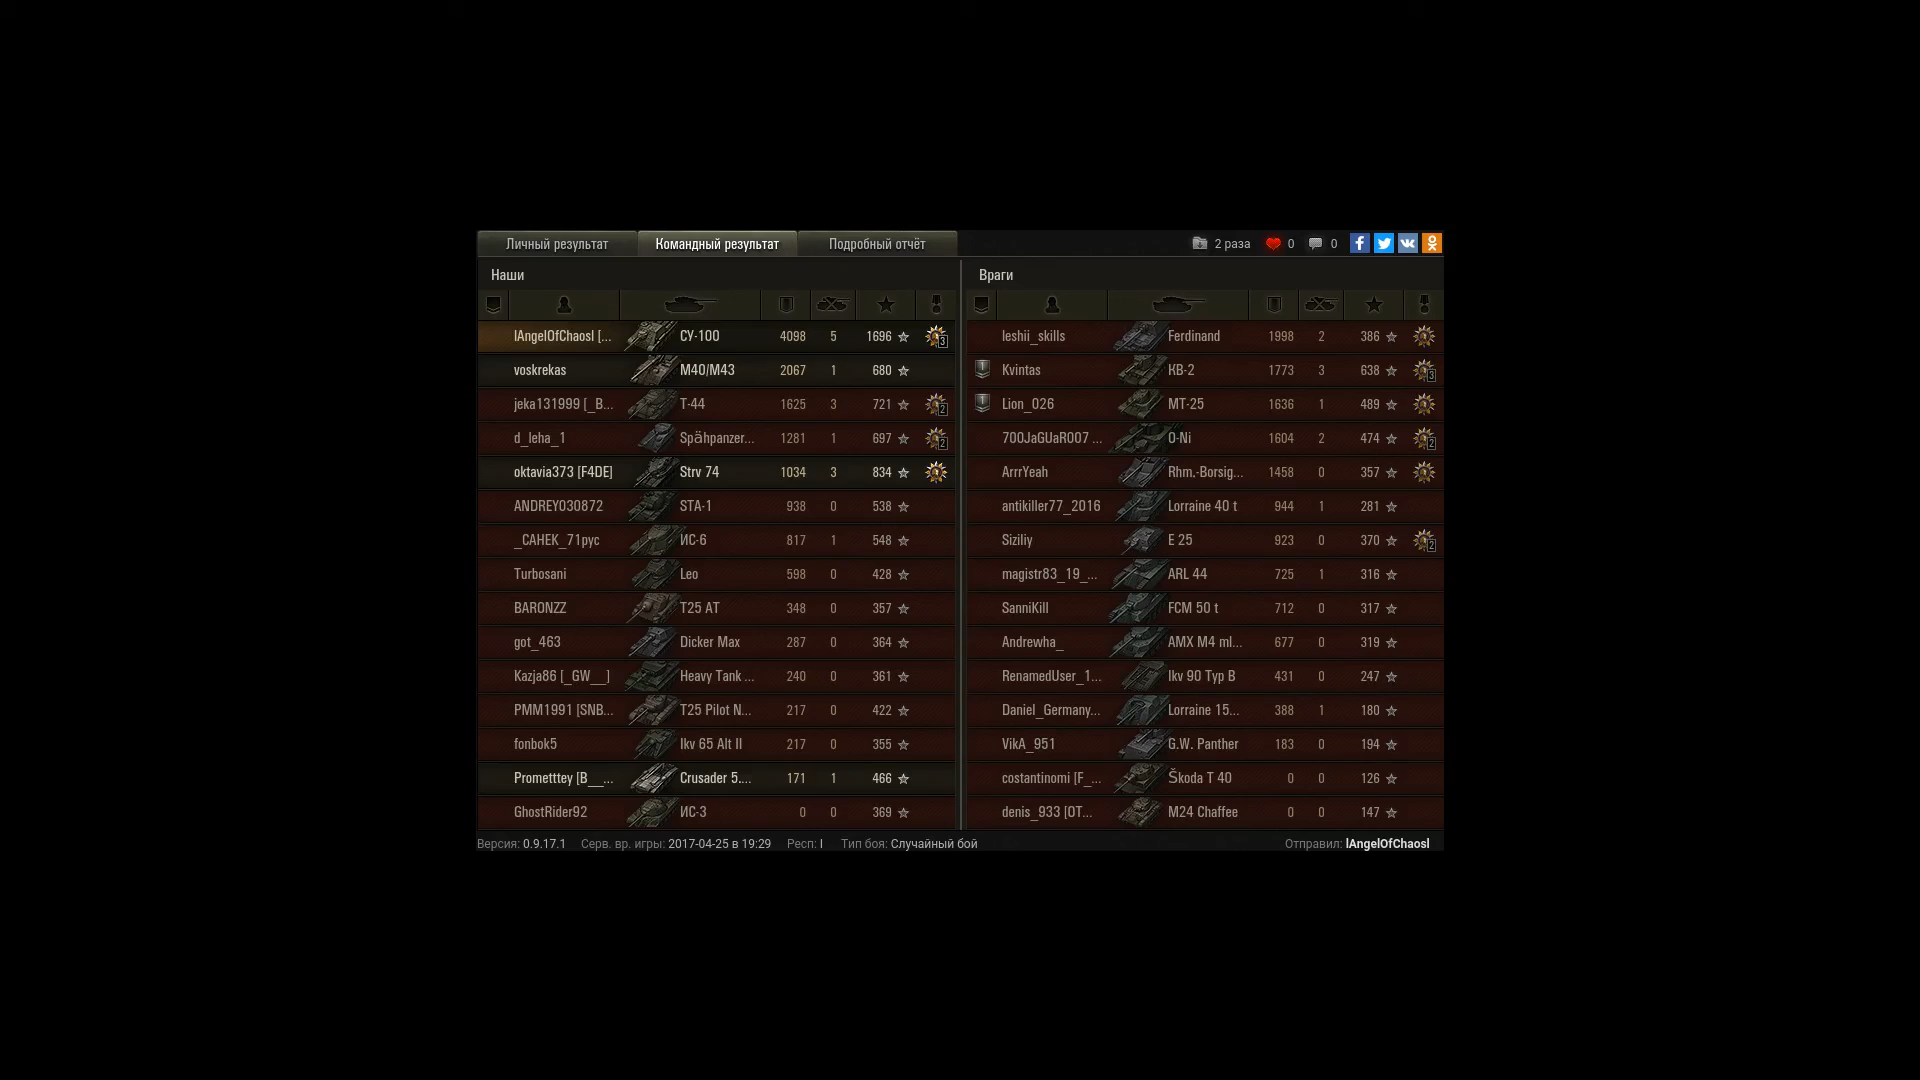 Личный результат Командный результат Подробный отчёт 2 раза 0 0
Наши Враги
lAngelOfChaosl [... СУ-100 4098 5 1696 3 leshii_skills Ferdinand 1998 2 386
voskrekas M40/M43 2067 1 680 Kvintas КВ-2 1773 3 638 3
jeka131999 [_B... Т-44 1625 3 721 2 Lion_026 МТ-25 1636 1 489
d_leha_1 Spähpanzer... 1281 1 697 2 700JaGUaR007 ... O-Ni 1604 2 474 2
oktavia373 [F4DE] Strv 74 1034 3 834 ArrrYeah Rhm.-Borsig... 1458 0 357
ANDREY030872 STA-1 938 0 538 antikiller77_2016 Lorraine 40 t 944 1 281
_CAHEK_71pyc ИС-6 817 1 548 Siziliy E 25 923 0 370 2
Turbosani Leo 598 0 428 magistr83_19_... ARL 44 725 1 316
BARONZZ T25 AT 348 0 357 SanniKill FCM 50 t 712 0 317
got_463 Dicker Max 287 0 364 Andrewha_ AMX M4 ml... 677 0 319
Kazja86 [_GW__] Heavy Tank ... 240 0 361 RenamedUser_1... Ikv 90 Typ B 431 0 247
PMM1991 [SNB... T25 Pilot N... 217 0 422 Daniel_Germany... Lorraine 15... 388 1 180
fonbok5 Ikv 65 Alt II 217 0 355 VikA_951 G.W. Panther 183 0 194
Prometttey [B__... Crusader 5.... 171 1 466 costantinomi [F_... Škoda T 40 0 0 126
GhostRider92 ИС-3 0 0 369 denis_933 [OT... M24 Chaffee 0 0 147
Версия: 0.9.17.1 Серв. вр. игры: 2017-04-25 в 19:29 Респ: I Тип боя: Случайный бой Отправил: lAngelOfChaosl